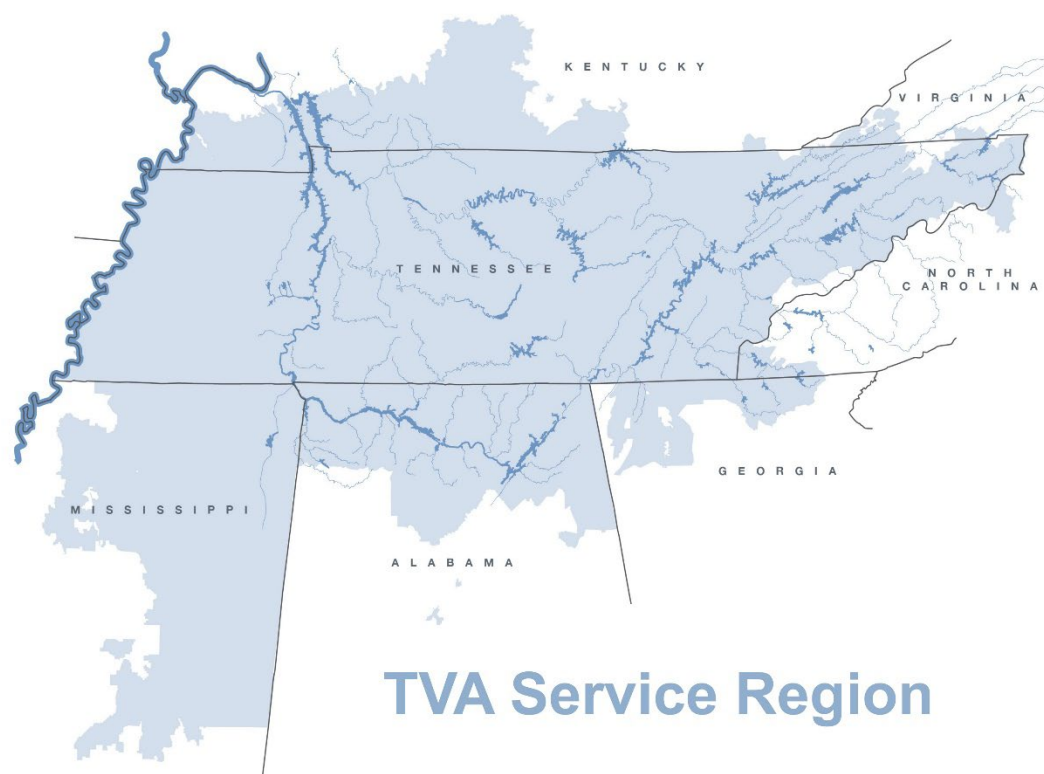 KENTUCKY
VIRGINIA
TENNESSEE
NORTH
CAROLINA
GEORGIA
MISSISSIPPI
ALABAMA
TVA Service Region